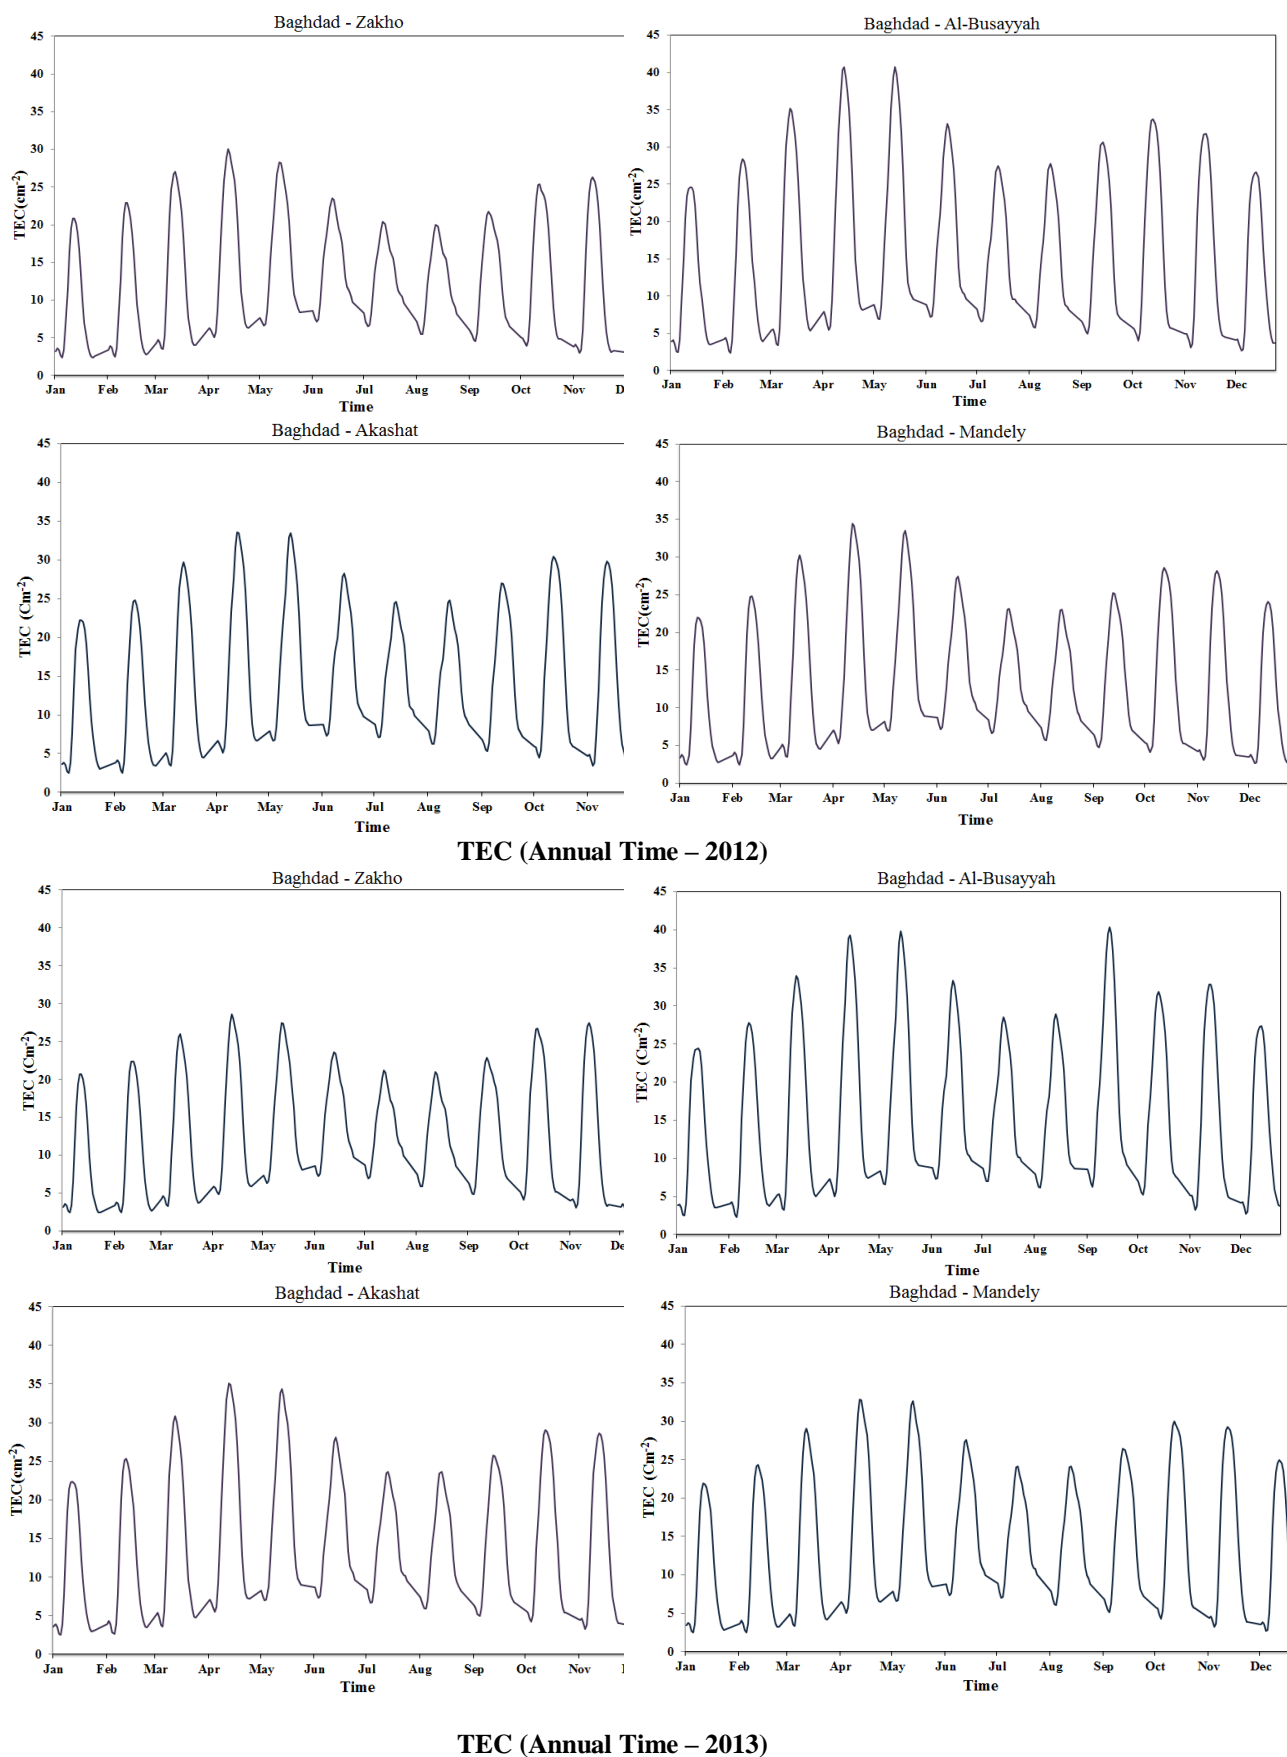 Baghdad - Zakho
45
40
35
30
25
20
15
10
5
0
TEC(cm-2)
Jan Feb Mar Apr May Jun Jul Aug Sep Oct Nov D
Time
Baghdad - Al-Busayyah
45
40
35
30
25
20
15
10
5
0
TEC(cm-2)
Jan Feb Mar Apr May Jun Jul Aug Sep Oct Nov Dec
Time
Baghdad - Akashat
45
40
35
30
25
20
15
10
5
0
TEC (Cm-2)
Jan Feb Mar Apr May Jun Jul Aug Sep Oct Nov
Time
Baghdad - Mandely
45
40
35
30
25
20
15
10
5
0
TEC(cm-2)
Jan Feb Mar Apr May Jun Jul Aug Sep Oct Nov Dec
Time
TEC (Annual Time – 2012)
Baghdad - Zakho
45
40
35
30
25
20
15
10
5
0
TEC (Cm-2)
Jan Feb Mar Apr May Jun Jul Aug Sep Oct Nov De
Time
Baghdad - Al-Busayyah
45
40
35
30
25
20
15
10
5
0
TEC (Cm-2)
Jan Feb Mar Apr May Jun Jul Aug Sep Oct Nov Dec
Time
Baghdad - Akashat
45
40
35
30
25
20
15
10
5
0
TEC(cm-2)
Jan Feb Mar Apr May Jun Jul Aug Sep Oct Nov
Time
Baghdad - Mandely
45
40
35
30
25
20
15
10
5
0
TEC (Cm-2)
Jan Feb Mar Apr May Jun Jul Aug Sep Oct Nov Dec
Time
TEC (Annual Time – 2013)